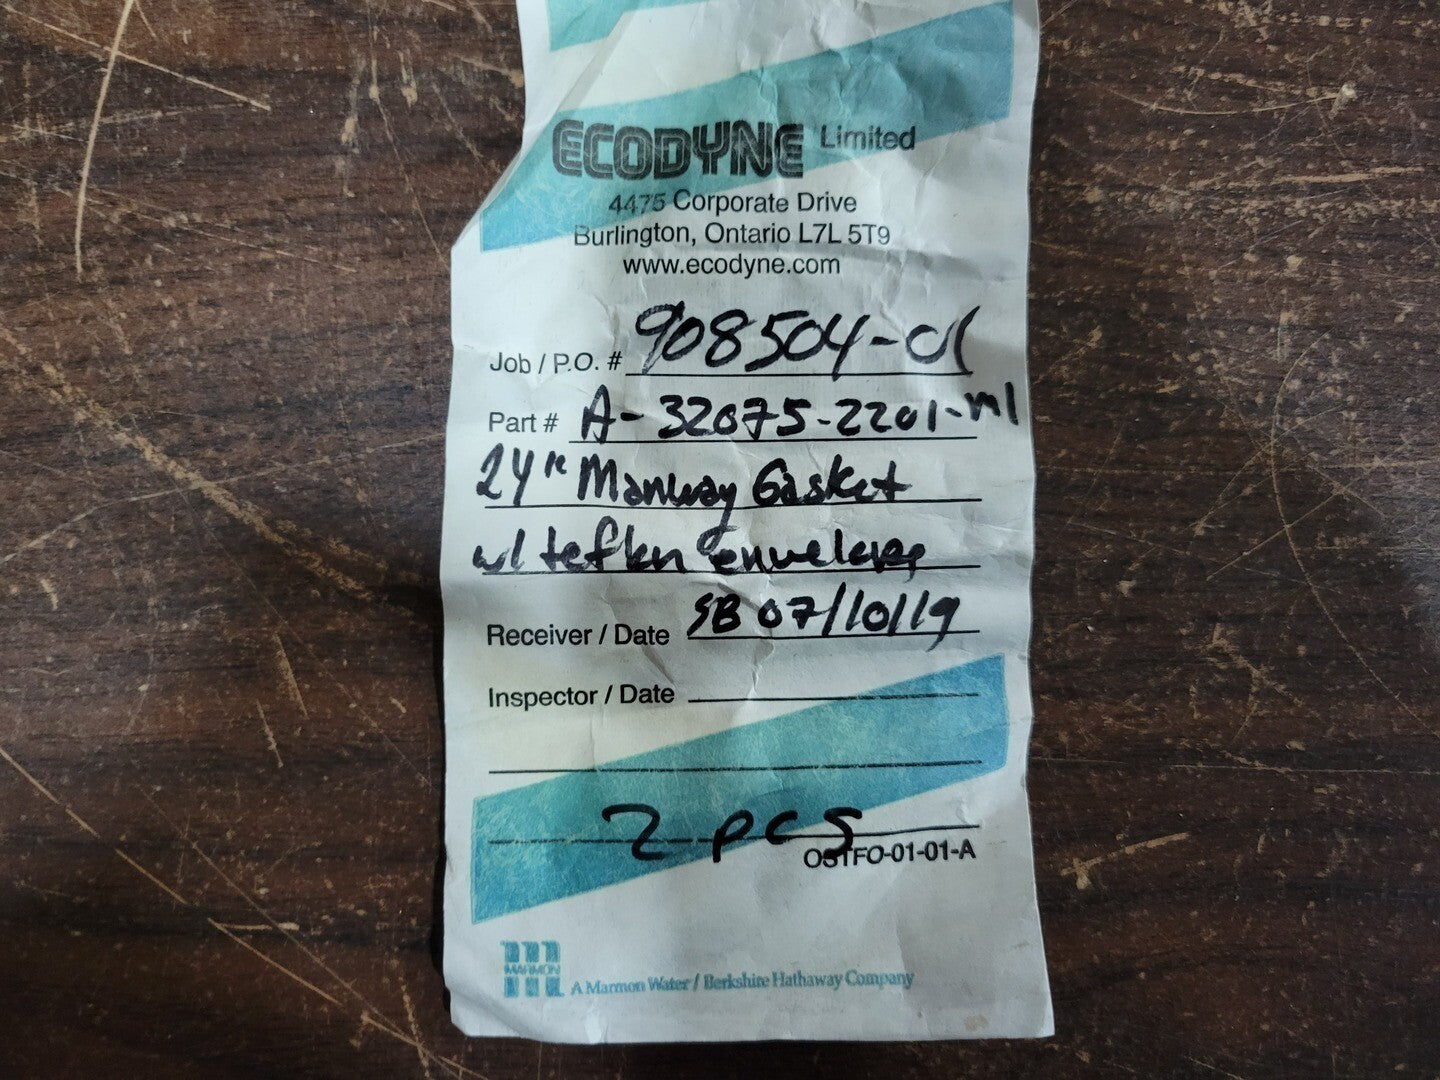 ECODYNE Limited
4475 Corporate Drive
Burlington, Ontario L7L 5T9
www.ecodyne.com
Job / P.O. # 908504-01
Part # A-32075-2201-M1
24" Manway Gasket
w/ teflon envelope
Receiver / Date SB 07/10/19
Inspector / Date
2 pcs
OSTFO-01-01-A
MARMON
A Marmon Water / Berkshire Hathaway Company